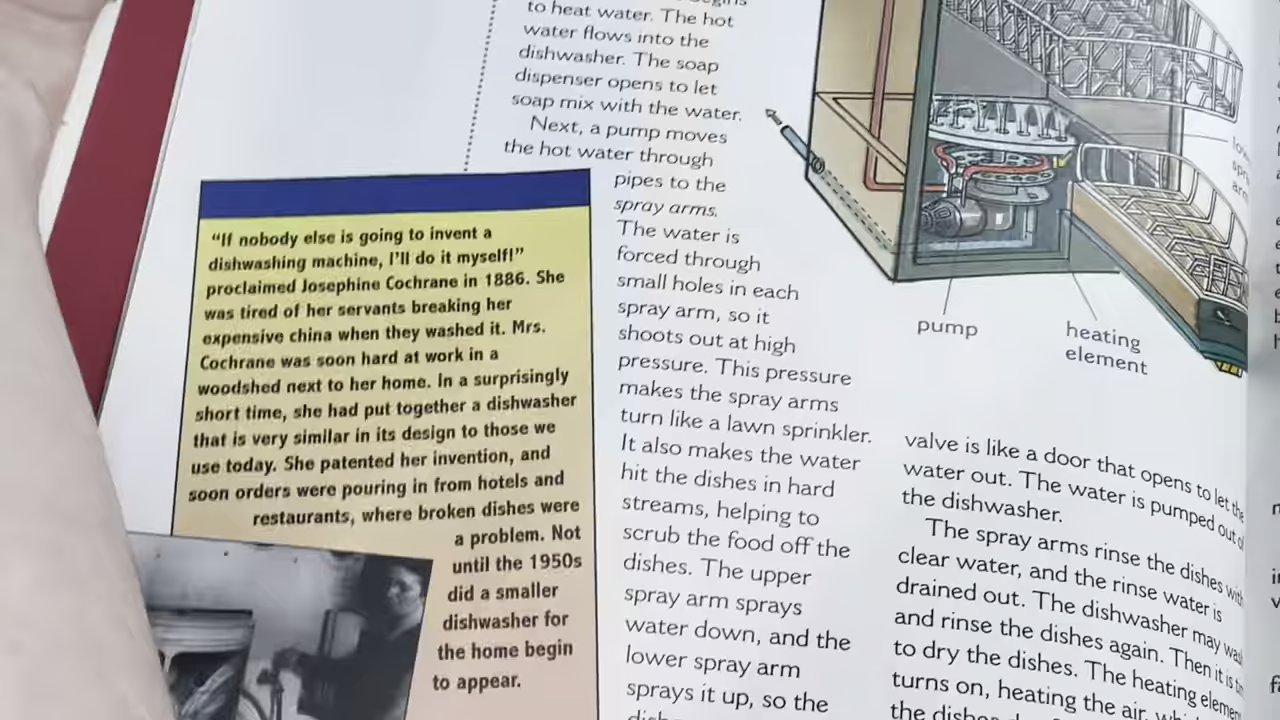 to heat water. The hot
water flows into the
dishwasher. The soap
dispenser opens to let
soap mix with the water.
Next, a pump moves
the hot water through
pipes to the
spray arms.
The water is
forced through
small holes in each
spray arm, so it
shoots out at high
pressure. This pressure
makes the spray arms
turn like a lawn sprinkler.
It also makes the water
hit the dishes in hard
streams, helping to
scrub the food off the
dishes. The upper
spray arm sprays
water down, and the
lower spray arm
sprays it up, so the
"If nobody else is going to invent a
dishwashing machine, I'll do it myself!"
proclaimed Josephine Cochrane in 1886. She
was tired of her servants breaking her
expensive china when they washed it. Mrs.
Cochrane was soon hard at work in a
woodshed next to her home. In a surprisingly
short time, she had put together a dishwasher
that is very similar in its design to those we
use today. She patented her invention, and
soon orders were pouring in from hotels and
restaurants, where broken dishes were
a problem. Not
until the 1950s
did a smaller
dishwasher for
the home begin
to appear.
pump
heating
element
valve is like a door that opens to let the
water out. The water is pumped out of
the dishwasher.
The spray arms rinse the dishes with
clear water, and the rinse water is
drained out. The dishwasher may
and rinse the dishes again. Then it is
to dry the dishes. The heating
turns on, heating the air,